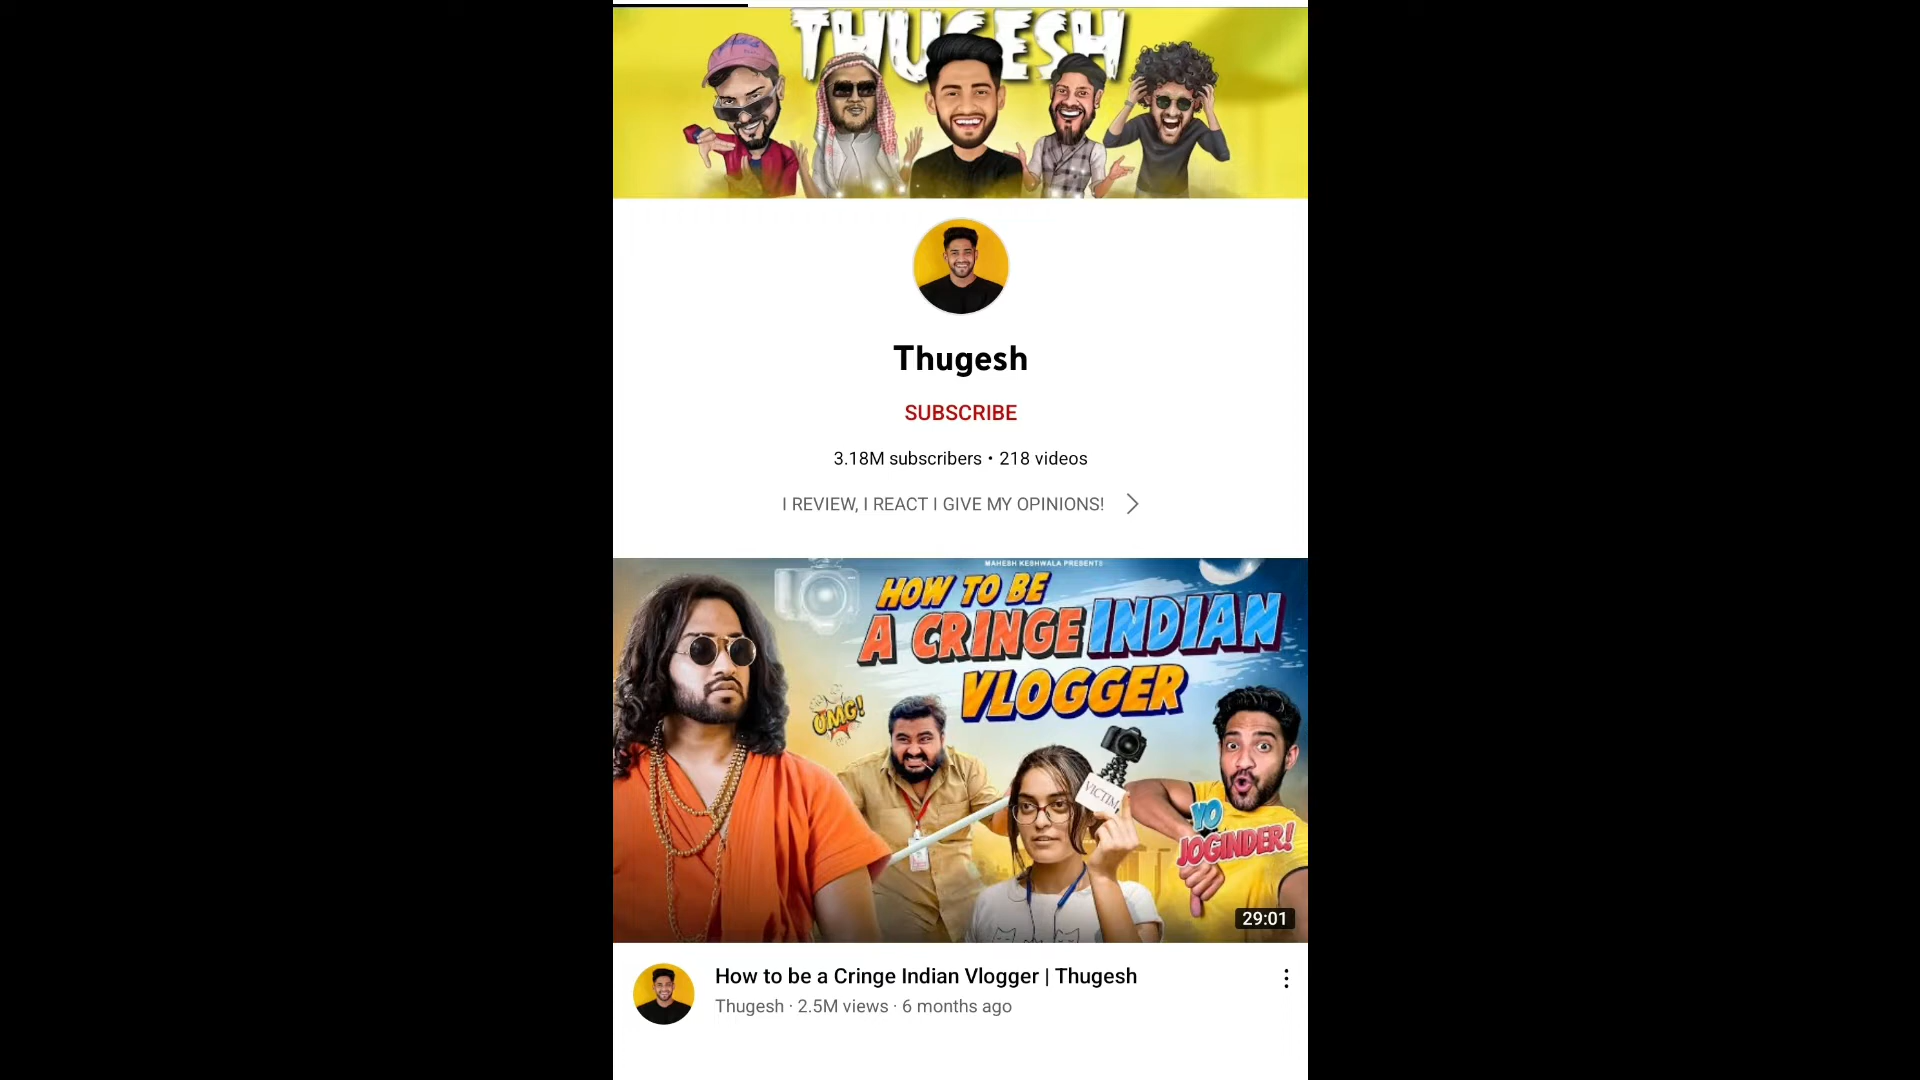 THUGESH
Thugesh
SUBSCRIBE
3.18M subscribers • 218 videos
I REVIEW, I REACT I GIVE MY OPINIONS!
MAHESH KESHWALA PRESENTS
HOW TO BE
A CRINGE INDIAN
VLOGGER
OMG!
VICTIM
YO
JOGINDER!
29:01
How to be a Cringe Indian Vlogger | Thugesh
Thugesh · 2.5M views · 6 months ago